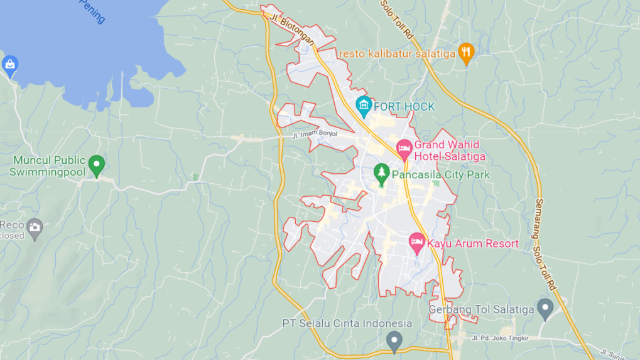 Pening
Jl. Blotongan
Solo-Toll Rd
resto kalibatur salatiga
FORT HOCK
Jl. Imam Bonjol
Grand Wahid
Hotel Salatiga
Muncul Public
Swimmingpool
Pancasila City Park
Reco
closed
Semarang - Solo Toll Rd
Kayu Arum Resort
Gerbang Tol Salatiga
PT Selalu Cinta Indonesia
Jl. Pd. Joko Tingkir